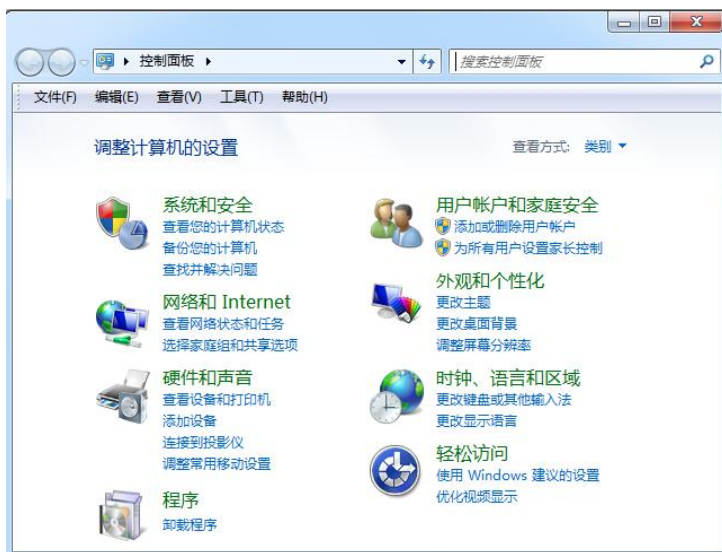 控制面板
搜索控制面板
文件(F) 编辑(E) 查看(V) 工具(T) 帮助(H)
调整计算机的设置
查看方式: 类别
系统和安全
查看您的计算机状态
备份您的计算机
查找并解决问题
网络和 Internet
查看网络状态和任务
选择家庭组和共享选项
硬件和声音
查看设备和打印机
添加设备
连接到投影仪
调整常用移动设置
程序
卸载程序
用户帐户和家庭安全
添加或删除用户帐户
为所有用户设置家长控制
外观和个性化
更改主题
更改桌面背景
调整屏幕分辨率
时钟、语言和区域
更改键盘或其他输入法
更改显示语言
轻松访问
使用 Windows 建议的设置
优化视频显示